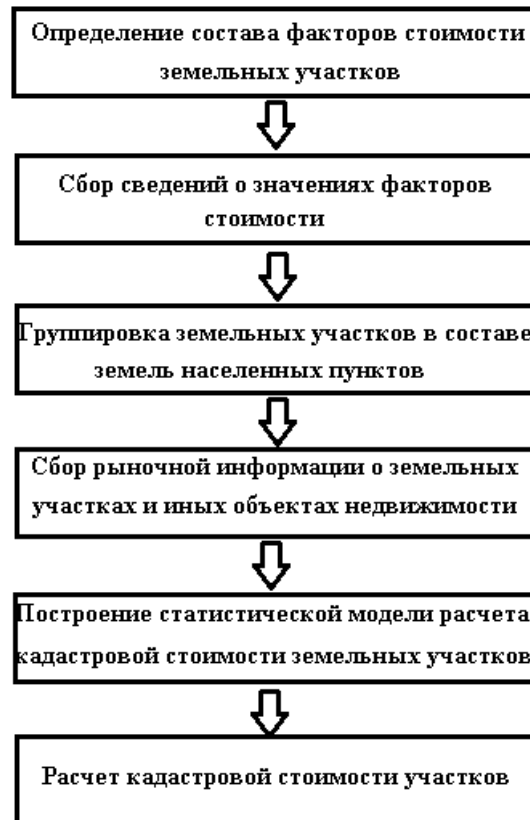 Определение состава факторов стоимости
земельных участков
Сбор сведений о значениях факторов
стоимости
Группировка земельных участков в составе
земель населенных пунктов
Сбор рыночной информации о земельных
участках и иных объектах недвижимости
Построение статистической модели расчета
кадастровой стоимости земельных участков
Расчет кадастровой стоимости участков